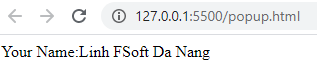 127.0.0.1:5500/popup.html
Your Name:Linh FSoft Da Nang